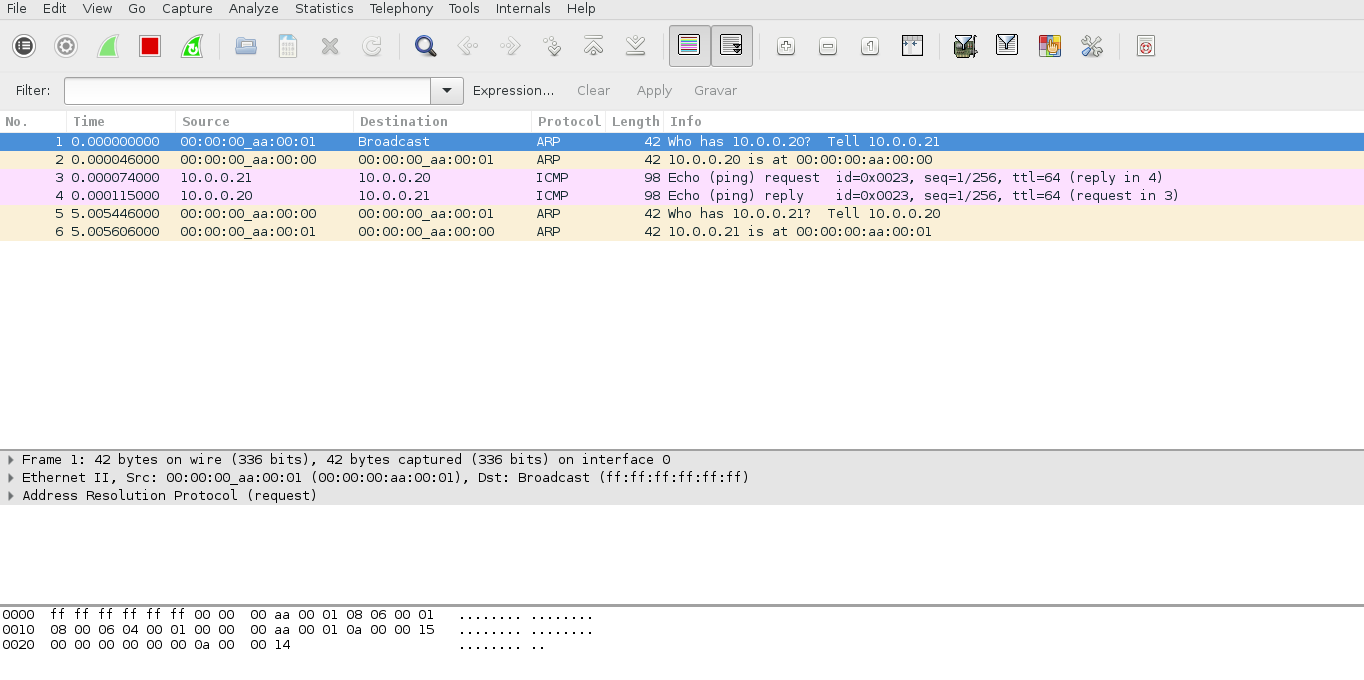 File Edit View Go Capture Analyze Statistics Telephony Tools Internals Help
Filter: Expression... Clear Apply Gravar
No. Time Source Destination Protocol Length Info
1 0.000000000 00:00:00_aa:00:01 Broadcast ARP 42 Who has 10.0.0.20? Tell 10.0.0.21
2 0.000046000 00:00:00_aa:00:00 00:00:00_aa:00:01 ARP 42 10.0.0.20 is at 00:00:00:aa:00:00
3 0.000074000 10.0.0.21 10.0.0.20 ICMP 98 Echo (ping) request id=0x0023, seq=1/256, ttl=64 (reply in 4)
4 0.000115000 10.0.0.20 10.0.0.21 ICMP 98 Echo (ping) reply id=0x0023, seq=1/256, ttl=64 (request in 3)
5 5.005446000 00:00:00_aa:00:00 00:00:00_aa:00:01 ARP 42 Who has 10.0.0.21? Tell 10.0.0.20
6 5.005606000 00:00:00_aa:00:01 00:00:00_aa:00:00 ARP 42 10.0.0.21 is at 00:00:00:aa:00:01
Frame 1: 42 bytes on wire (336 bits), 42 bytes captured (336 bits) on interface 0
Ethernet II, Src: 00:00:00_aa:00:01 (00:00:00:aa:00:01), Dst: Broadcast (ff:ff:ff:ff:ff:ff)
Address Resolution Protocol (request)
0000 ff ff ff ff ff ff 00 00 00 aa 00 01 08 06 00 01 ........ ........
0010 08 00 06 04 00 01 00 00 00 aa 00 01 0a 00 00 15 ........ ........
0020 00 00 00 00 00 00 0a 00 00 14 ........ ..